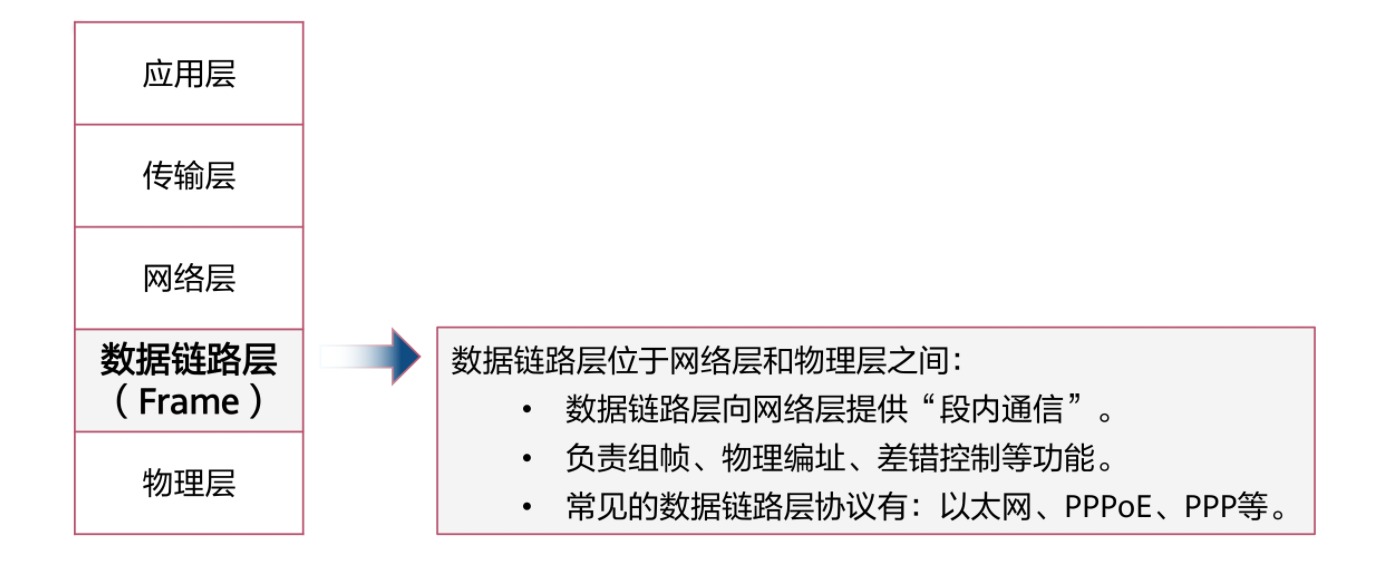 应用层
传输层
网络层
数据链路层
（Frame）
物理层
数据链路层位于网络层和物理层之间：
• 数据链路层向网络层提供“段内通信”。
• 负责组帧、物理编址、差错控制等功能。
• 常见的数据链路层协议有：以太网、PPPoE、PPP等。